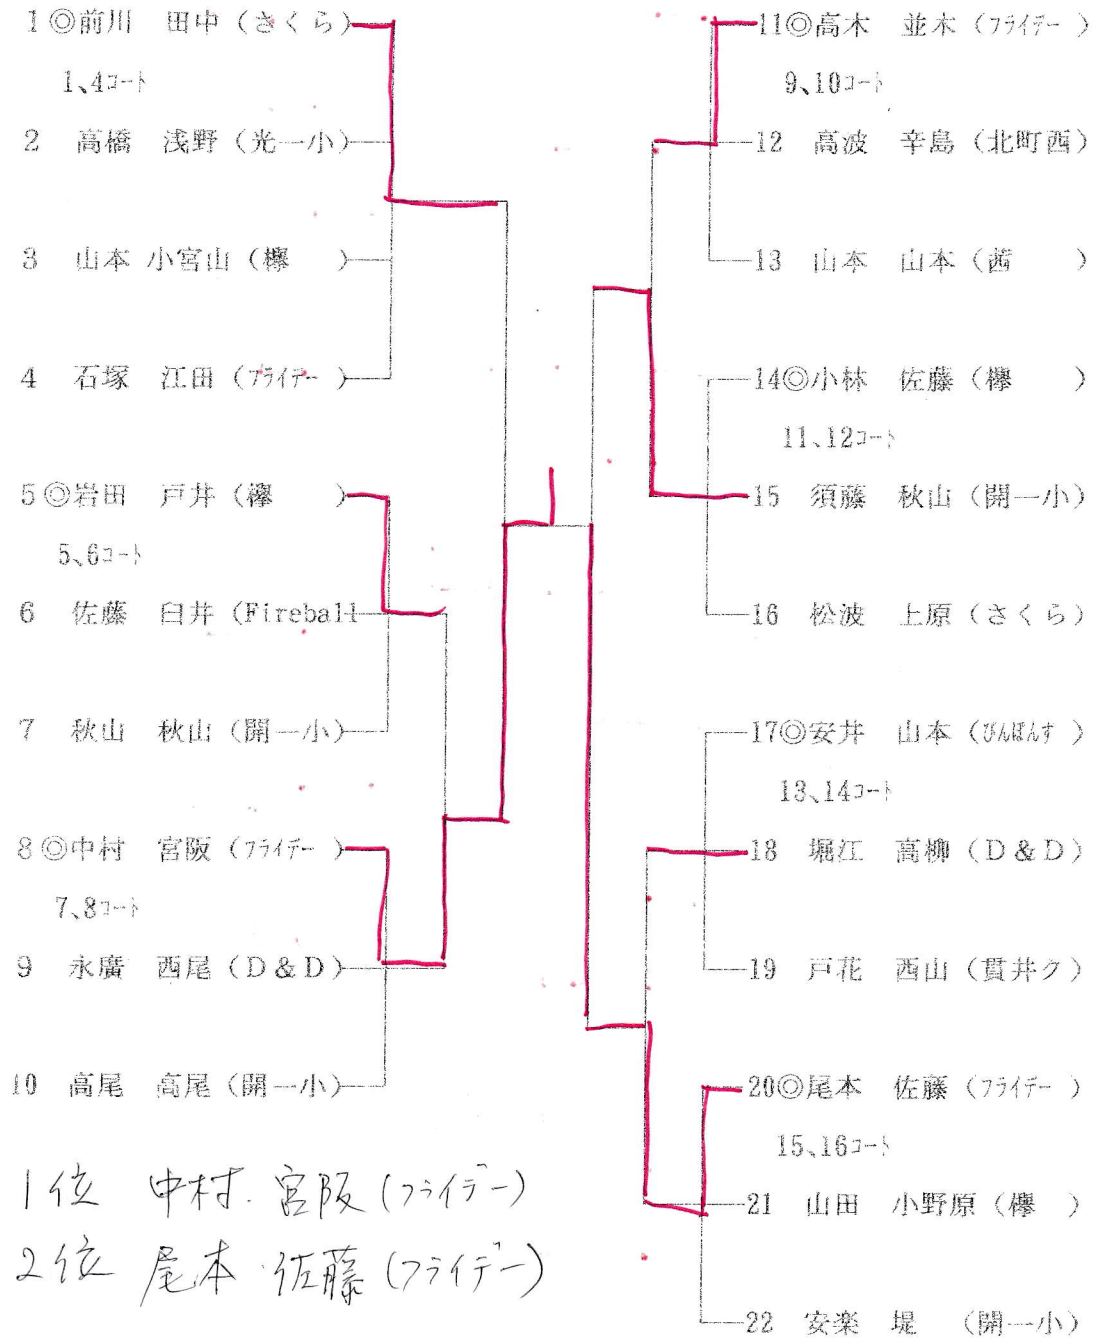 1◎前川 田中（さくら）
1、4コート
2 高橋 浅野（光一小）
3 山本 小宮山（欅 ）
4 石塚 江田（フライデー ）
5◎岩田 戸井（欅 ）
5、6コート
6 佐藤 臼井（Fireball
7 秋山 秋山（開一小）
8◎中村 宮阪（フライデー ）
7、8コート
9 永廣 西尾（D＆D）
10 高尾 高尾（開一小）
11◎高木 並木（フライデー ）
9、10コート
12 高波 辛島（北町西）
13 山本 山本（茜 ）
14◎小林 佐藤（欅 ）
11、12コート
15 須藤 秋山（開一小）
16 松波 上原（さくら）
17◎安井 山本（ぴんぽんず ）
13、14コート
18 堀江 高柳（D＆D）
19 戸花 西山（貫井ク）
20◎尾本 佐藤（フライデー ）
15、16コート
21 山田 小野原（欅 ）
22 安楽 堤 （開一小）
1位 中村. 宮阪 (フライデー)
2位 尾本 佐藤 (フライデー)